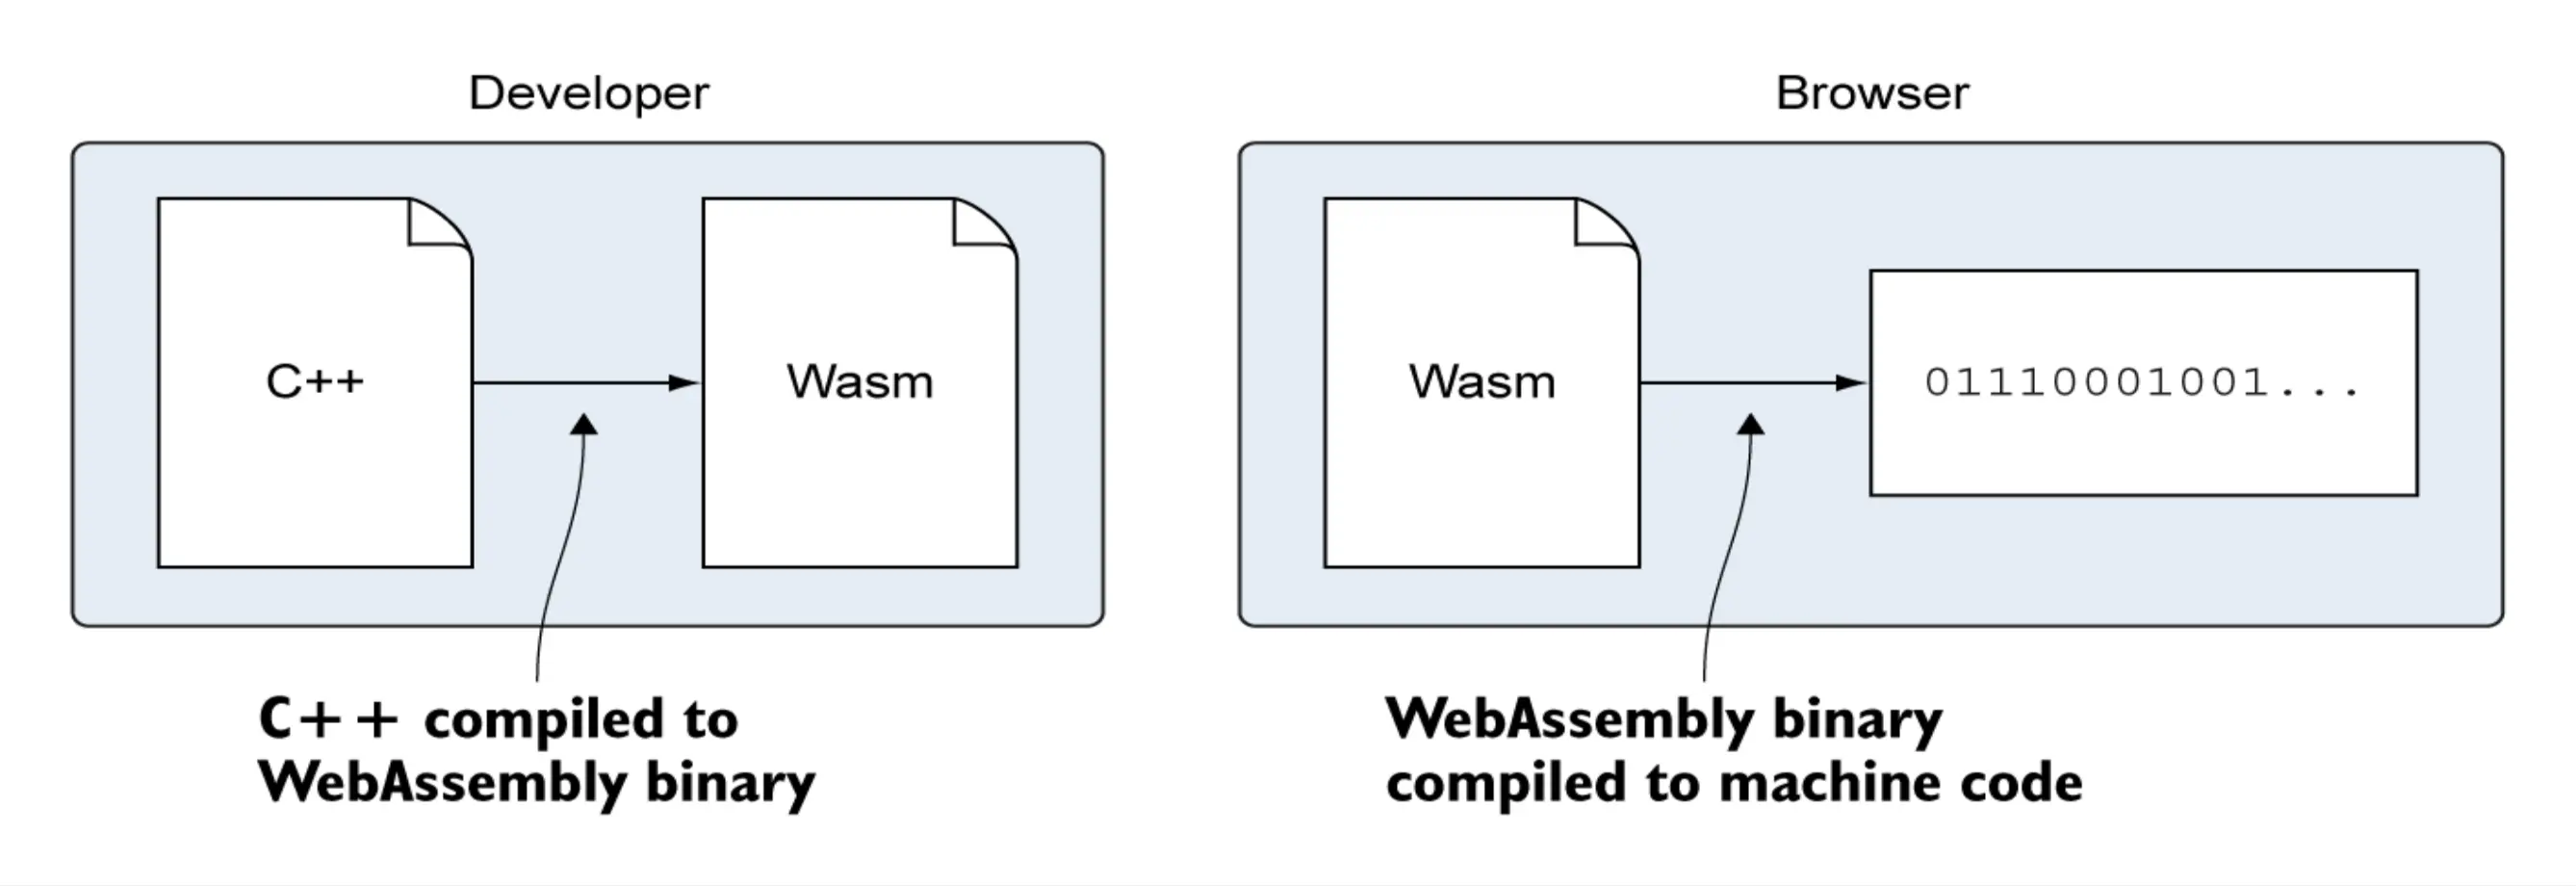 Developer
Browser
C++
Wasm
Wasm
01110001001...
C++ compiled to
WebAssembly binary
WebAssembly binary
compiled to machine code